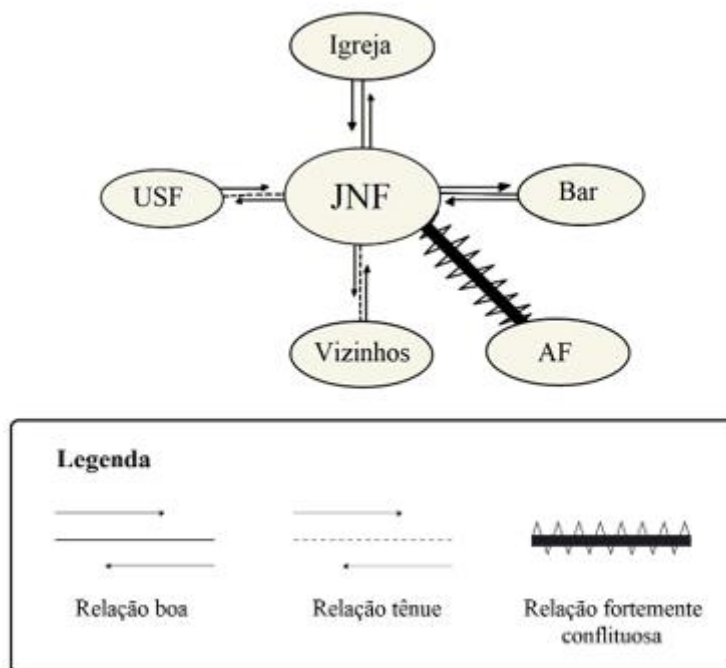 Igreja
USF
JNF
Bar
Vizinhos
AF
Legenda
Relação boa
Relação tênue
Relação fortemente
conflituosa